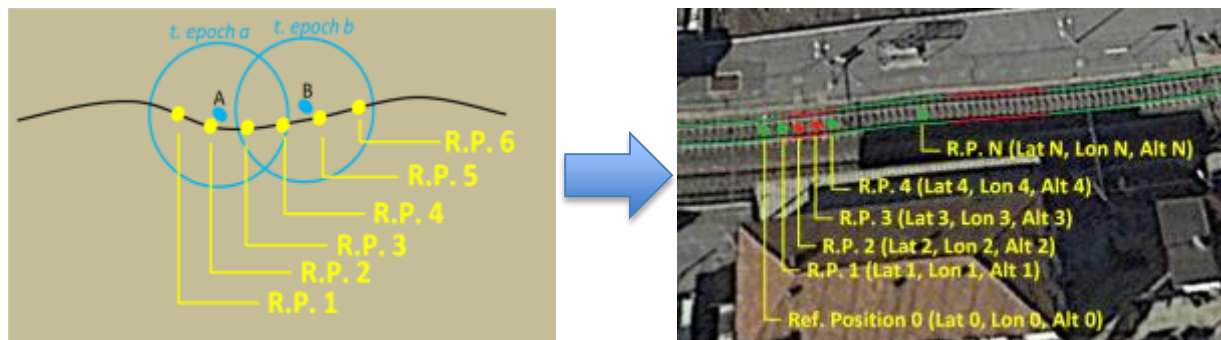 t. epoch a
t. epoch b
A
B
R.P. 6
R.P. 5
R.P. 4
R.P. 3
R.P. 2
R.P. 1
R.P. N (Lat N, Lon N, Alt N)
R.P. 4 (Lat 4, Lon 4, Alt 4)
R.P. 3 (Lat 3, Lon 3, Alt 3)
R.P. 2 (Lat 2, Lon 2, Alt 2)
R.P. 1 (Lat 1, Lon 1, Alt 1)
Ref. Position 0 (Lat 0, Lon 0, Alt 0)